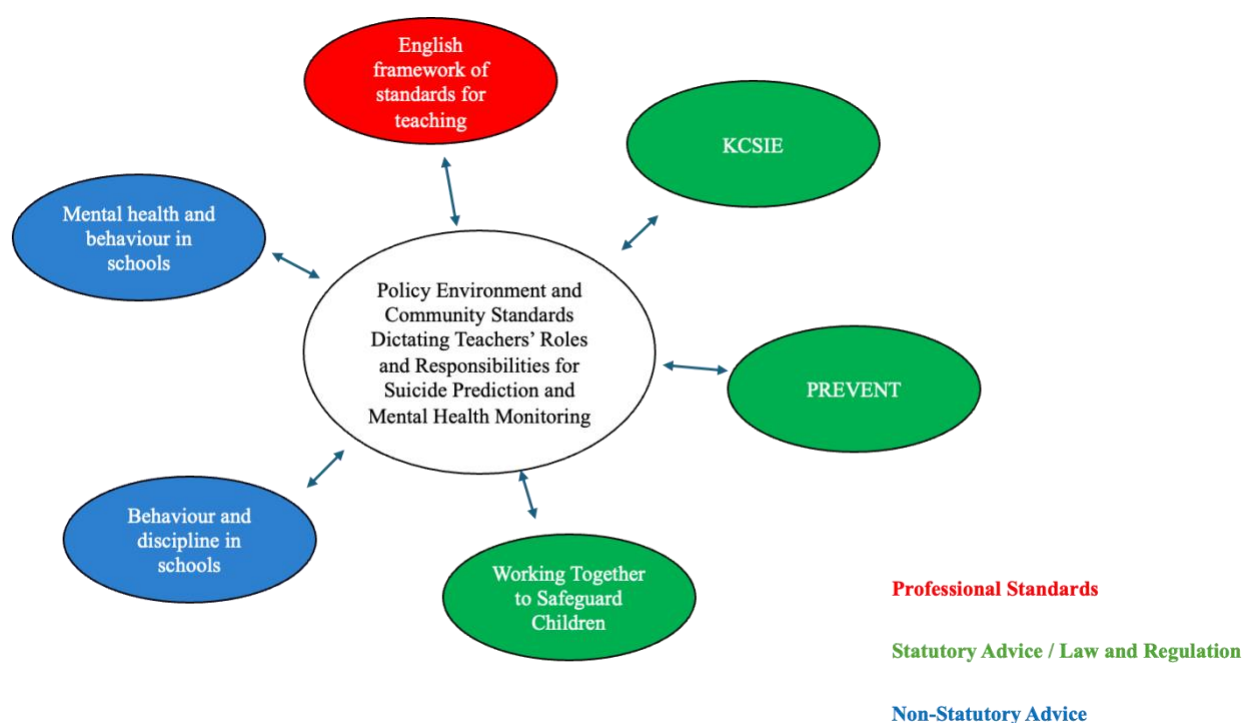 English
framework of
standards for
teaching
KCSIE
Mental health and
behaviour in
schools
Policy Environment and
Community Standards
Dictating Teachers’ Roles
and Responsibilities for
Suicide Prediction and
Mental Health Monitoring
PREVENT
Behaviour and
discipline in
schools
Working Together
to Safeguard
Children
Professional Standards
Statutory Advice / Law and Regulation
Non-Statutory Advice